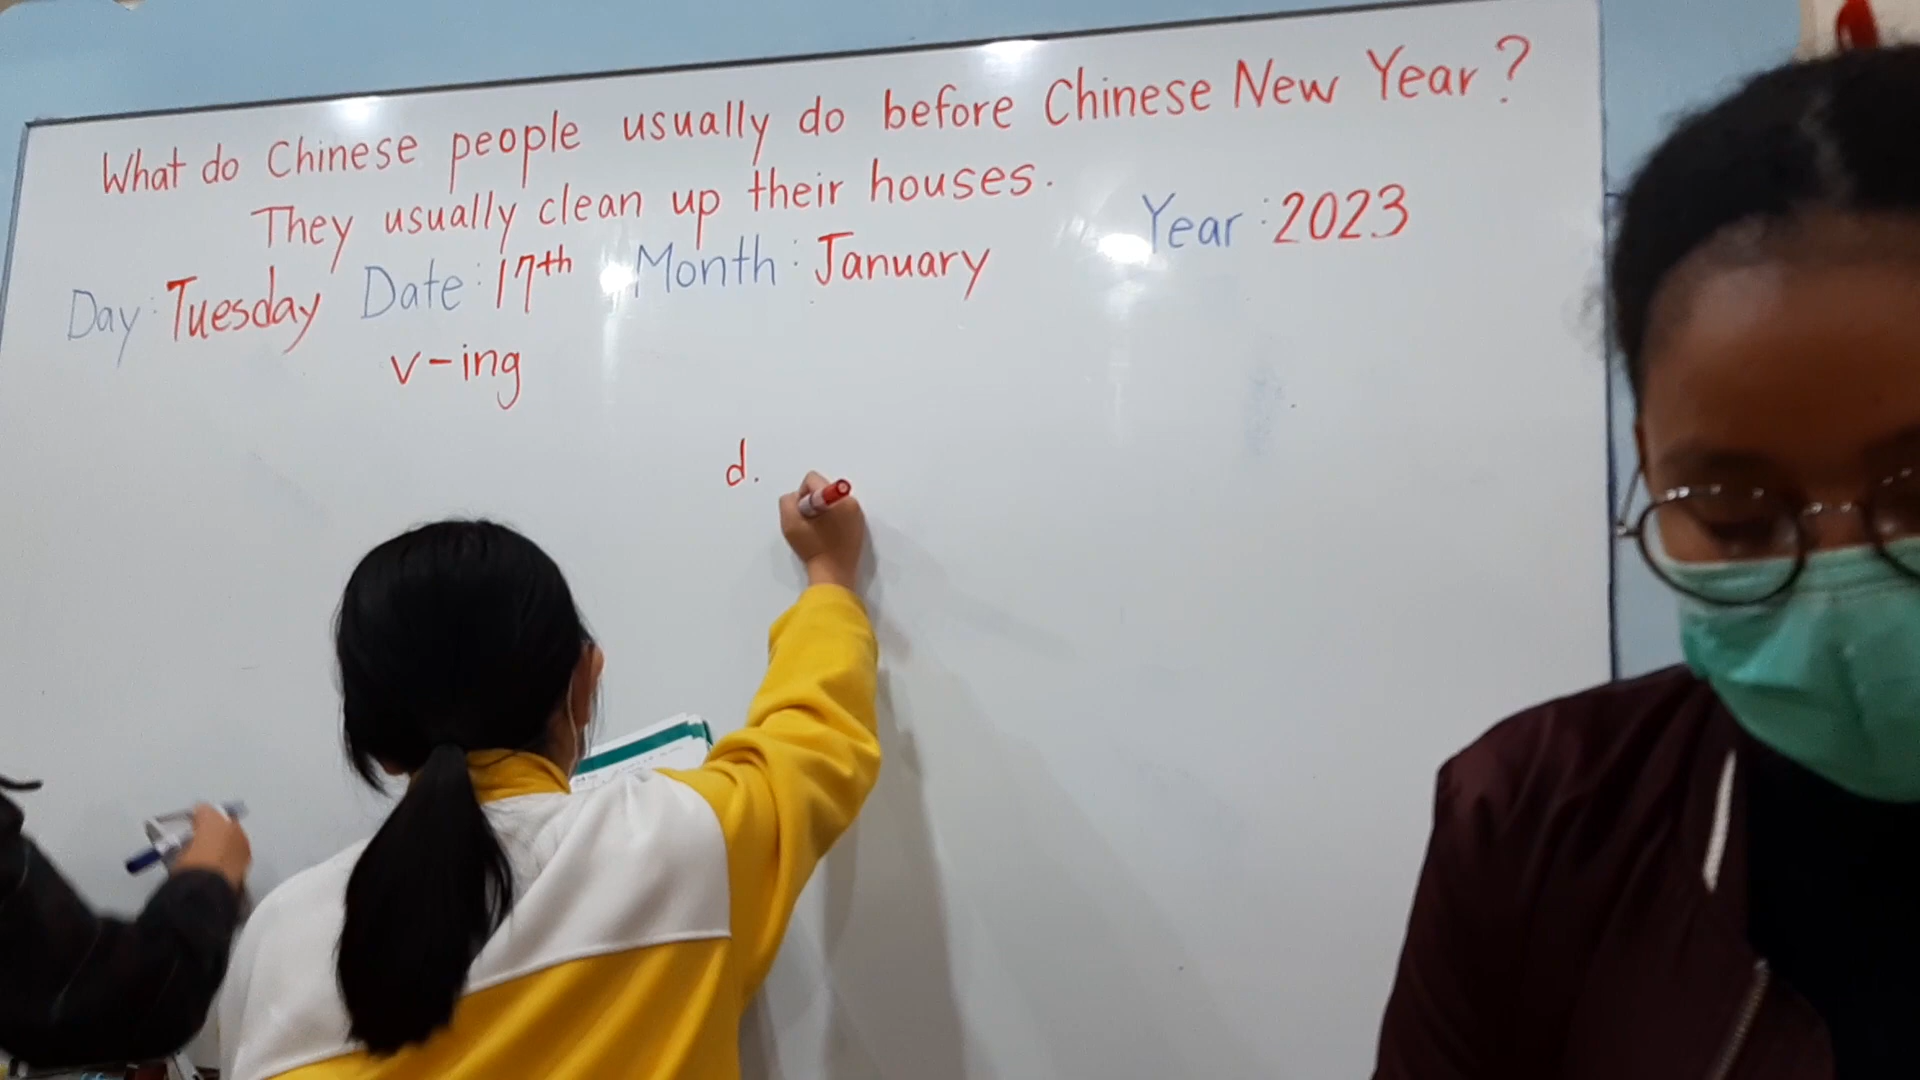 What do Chinese people usually do before Chinese New Year?
They usually clean up their houses.
Day: Tuesday Date: 17th Month: January Year: 2023
v-ing
d.